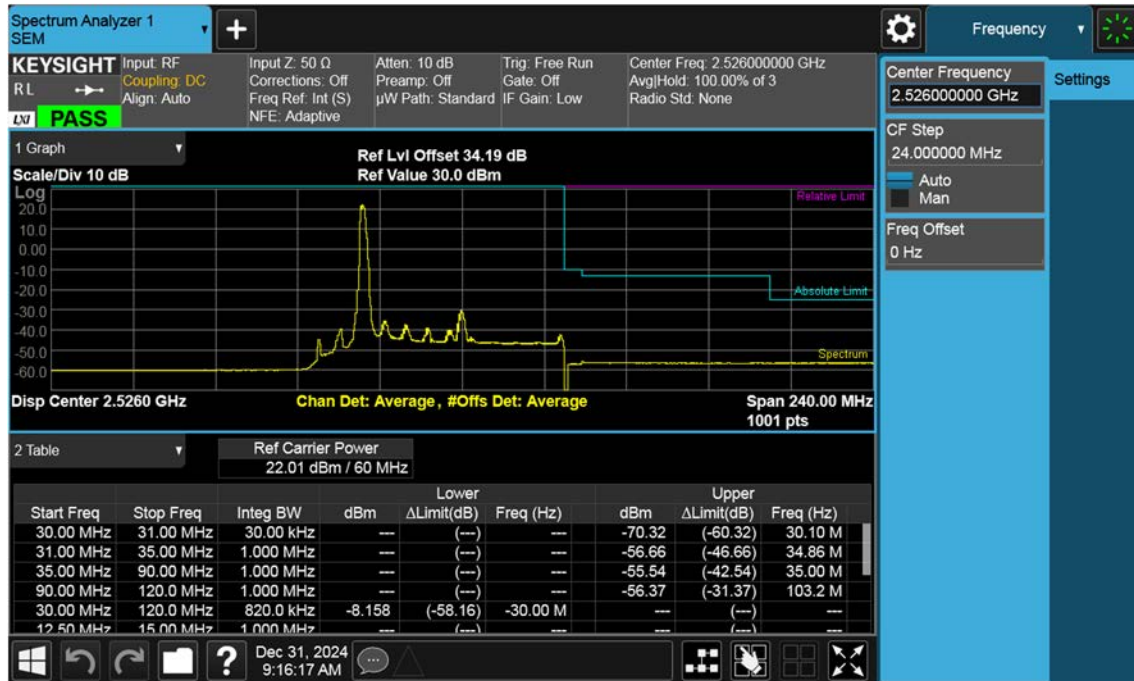 Spectrum Analyzer 1
SEM
Frequency
KEYSIGHT
R L
LXI PASS
Input: RF
Coupling: DC
Align: Auto
Input Z: 50 Ω
Corrections: Off
Freq Ref: Int (S)
NFE: Adaptive
Atten: 10 dB
Preamp: Off
µW Path: Standard
Trig: Free Run
Gate: Off
IF Gain: Low
Center Freq: 2.526000000 GHz
Avg|Hold: 100.00% of 3
Radio Std: None
Center Frequency
2.526000000 GHz
Settings
CF Step
24.000000 MHz
Auto
Man
Freq Offset
0 Hz
1 Graph
Ref Lvl Offset 34.19 dB
Scale/Div 10 dB
Ref Value 30.0 dBm
Log
20.0
10.0
0.00
-10.0
-20.0
-30.0
-40.0
-50.0
-60.0
Relative Limit
Absolute Limit
Spectrum
Disp Center 2.5260 GHz
Chan Det: Average, #Offs Det: Average
Span 240.00 MHz
1001 pts
2 Table
Ref Carrier Power
22.01 dBm / 60 MHz
Lower Upper
Start Freq Stop Freq Integ BW dBm ΔLimit(dB) Freq (Hz) dBm ΔLimit(dB) Freq (Hz)
30.00 MHz 31.00 MHz 30.00 kHz --- (---) --- -70.32 (-60.32) 30.10 M
31.00 MHz 35.00 MHz 1.000 MHz --- (---) --- -56.66 (-46.66) 34.86 M
35.00 MHz 90.00 MHz 1.000 MHz --- (---) --- -55.54 (-42.54) 35.00 M
90.00 MHz 120.0 MHz 1.000 MHz --- (---) --- -56.37 (-31.37) 103.2 M
30.00 MHz 120.0 MHz 820.0 kHz -8.158 (-58.16) -30.00 M --- (---) ---
12.50 MHz 15.00 MHz 1.000 MHz --- (---) --- --- (---) ---
Dec 31, 2024
9:16:17 AM